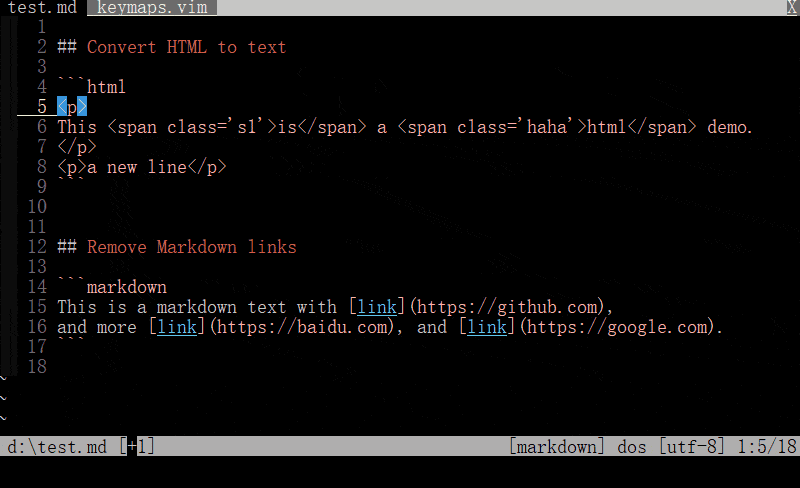 test.md keymaps.vim X
1
2 ## Convert HTML to text
3
4 ```html
5 <p>
6 This <span class='sl'>is</span> a <span class='haha'>html</span> demo.
7 </p>
8 <p>a new line</p>
9 ```
10
11
12 ## Remove Markdown links
13
14 ```markdown
15 This is a markdown text with [link](https://github.com),
16 and more [link](https://baidu.com), and [link](https://google.com).
17 ```
18
~
~
~
d:\test.md [+1] [markdown] dos [utf-8] 1:5/18